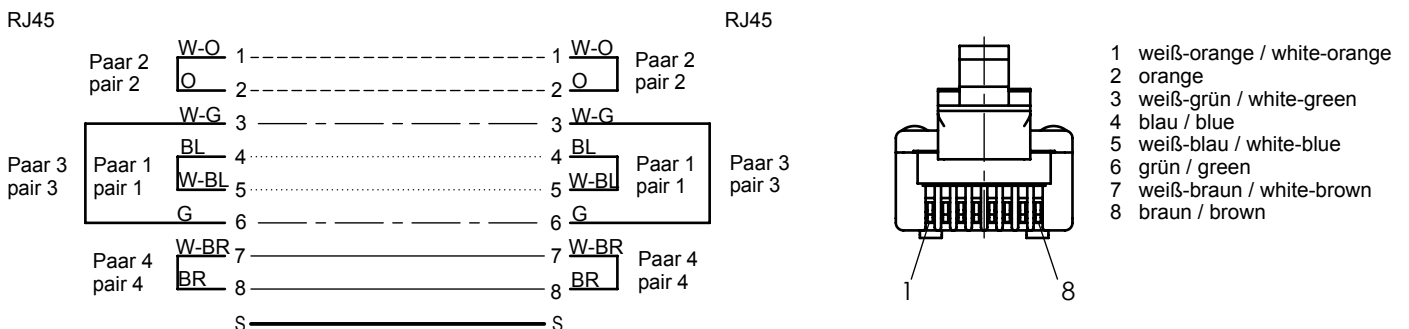 RJ45
RJ45
Paar 2
pair 2
W-O 1
O 2
1 W-O
2 O
Paar 2
pair 2
W-G 3
3 W-G
Paar 3
pair 3
Paar 1
pair 1
BL 4
W-BL 5
4 BL
5 W-BL
Paar 1
pair 1
Paar 3
pair 3
G 6
6 G
Paar 4
pair 4
W-BR 7
BR 8
7 W-BR
8 BR
Paar 4
pair 4
S
S
1
8
1 weiß-orange / white-orange
2 orange
3 weiß-grün / white-green
4 blau / blue
5 weiß-blau / white-blue
6 grün / green
7 weiß-braun / white-brown
8 braun / brown